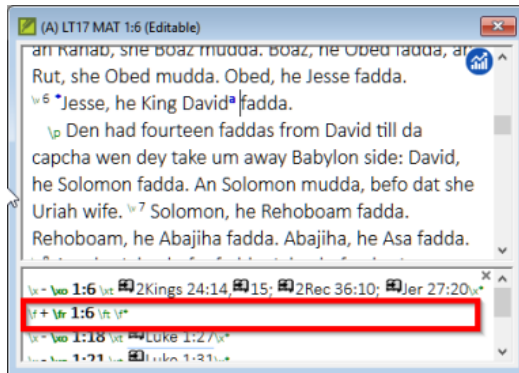 (A) LT17 MAT 1:6 (Editable)
an Rahab, she Boaz mudda. Boaz, he Obed fadda, an
Rut, she Obed mudda. Obed, he Jesse fadda.
\v 6 *Jesse, he King Davidª fadda.
\p Den had fourteen faddas from David till da
capcha wen dey take um away Babylon side: David,
he Solomon fadda. An Solomon mudda, befo dat she
Uriah wife. \v 7 Solomon, he Rehoboam fadda.
Rehoboam, he Abajiha fadda. Abajiha, he Asa fadda.
\x - \xo 1:6 \xt 2Kings 24:14, 15; 2Rec 36:10; Jer 27:20\x*
\f + \fr 1:6 \ft \f*
\x - \xo 1:18 \xt Luke 1:27\x*
\x - \xo 1:21 \xt Luke 1:31\x*